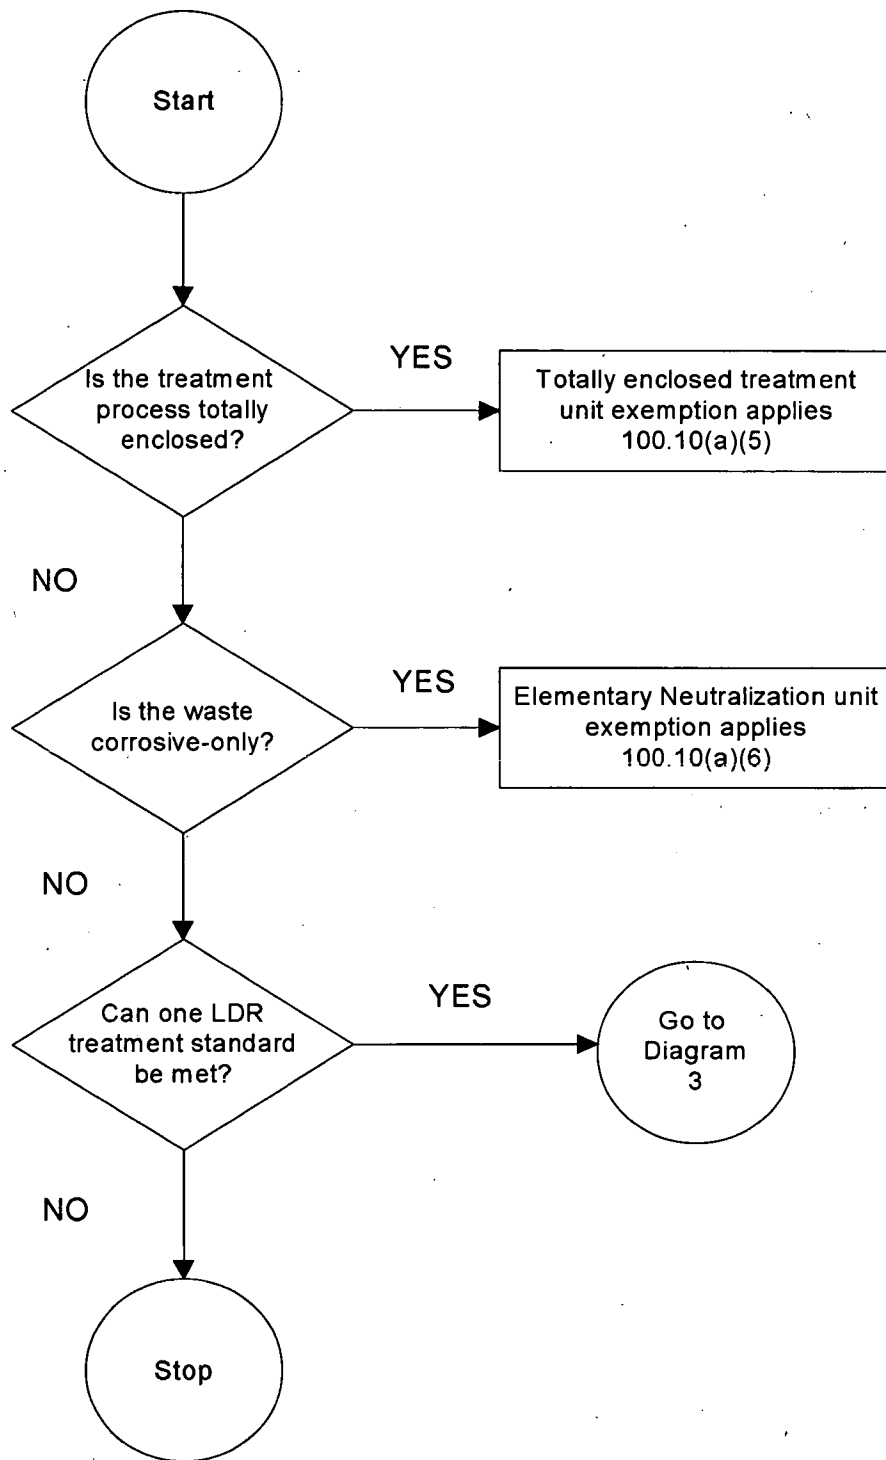 Start
Is the treatment
process totally
enclosed?
YES
Totally enclosed treatment
unit exemption applies
100.10(a)(5)
NO
Is the waste
corrosive-only?
YES
Elementary Neutralization unit
exemption applies
100.10(a)(6)
NO
Can one LDR
treatment standard
be met?
YES
Go to
Diagram
3
NO
Stop